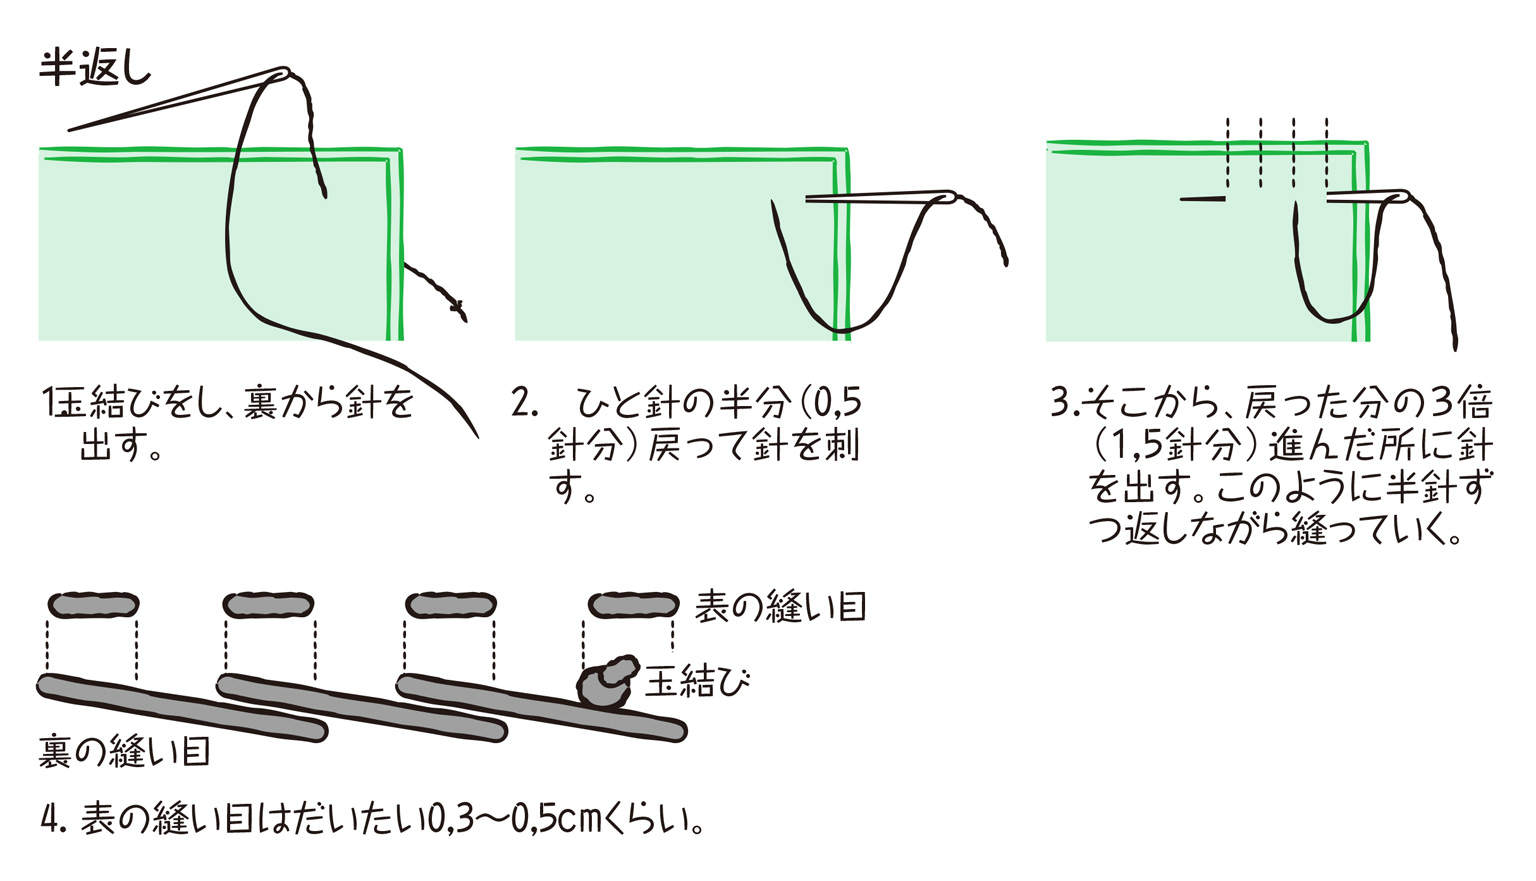 半返し
1.玉結びをし、裏から針を
出す。
2. ひと針の半分(0,5
針分)戻って針を刺
す。
3.そこから、戻った分の3倍
(1,5針分)進んだ所に針
を出す。このように半針ず
つ返しながら縫っていく。
表の縫い目
玉結び
裏の縫い目
4. 表の縫い目はだいたい0,3〜0,5cmくらい。